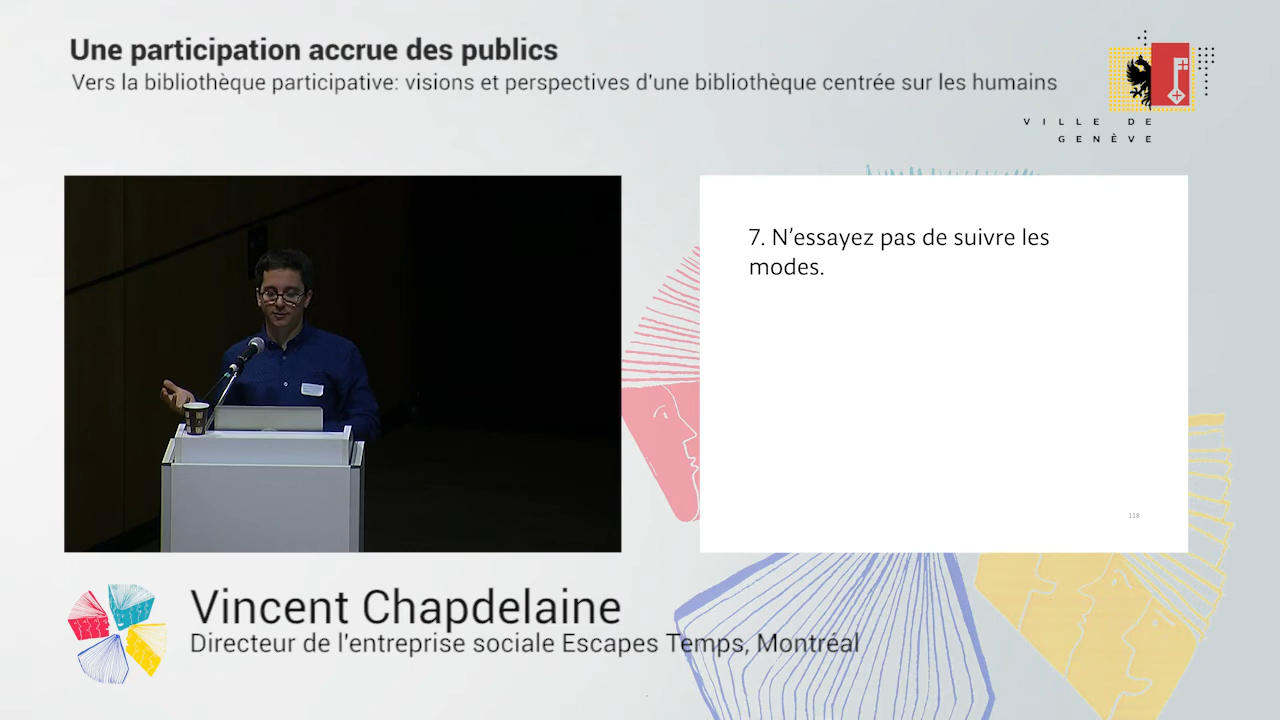 Une participation accrue des publics
Vers la bibliothèque participative: visions et perspectives d'une bibliothèque centrée sur les humains
VILLE DE
GENÈVE
7. N'essayez pas de suivre les
modes.
118
Vincent Chapdelaine
Directeur de l'entreprise sociale Escapes Temps, Montréal